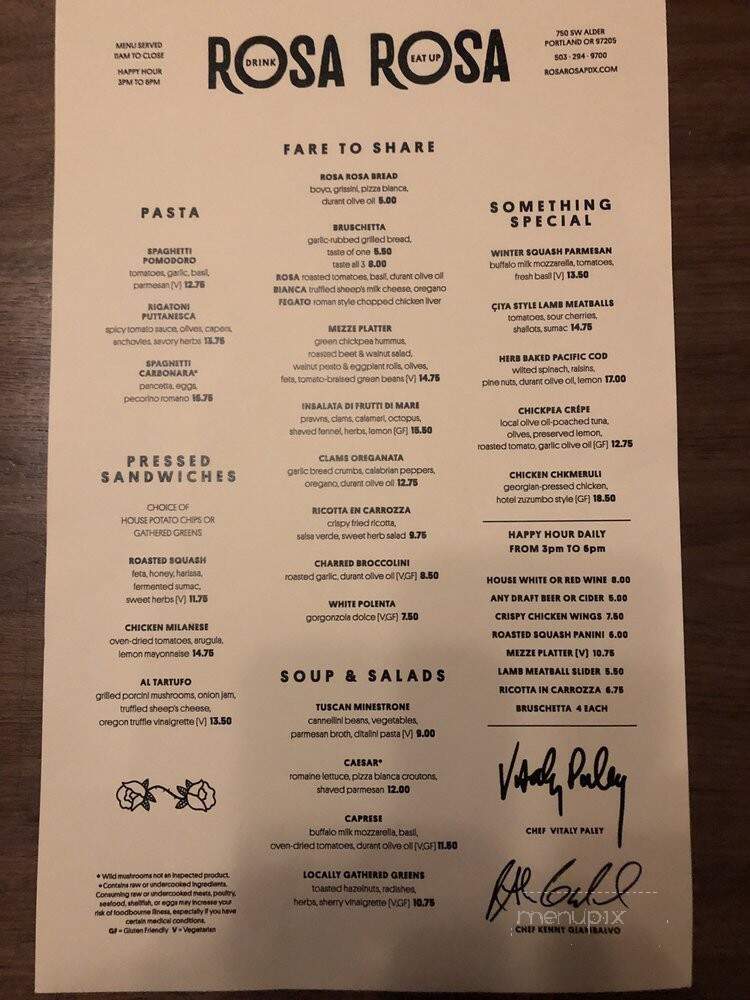 MENU SERVED
11AM TO CLOSE
HAPPY HOUR
3PM TO 6PM
ROSA ROSA
DRINK
EAT UP
750 SW ALDER
PORTLAND OR 97205
503 · 294 · 9700
ROSAROSAPDX.COM
FARE TO SHARE
ROSA ROSA BREAD
boyo, grissini, pizza bianca,
durant olive oil 5.00
BRUSCHETTA
garlic-rubbed grilled bread,
taste of one 5.50
taste all 3 8.00
ROSA roasted tomatoes, basil, durant olive oil
BIANCA truffled sheep's milk cheese, oregano
FEGATO roman style chopped chicken liver
MEZZE PLATTER
green chickpea hummus,
roasted beet & walnut salad,
walnut pesto & eggplant rolls, olives,
feta, tomato-braised green beans [V] 14.75
INSALATA DI FRUTTI DI MARE
prawns, clams, calamari, octopus,
shaved fennel, herbs, lemon [GF] 15.50
CLAMS OREGANATA
garlic bread crumbs, calabrian peppers,
oregano, durant olive oil 12.75
RICOTTA EN CARROZZA
crispy fried ricotta,
salsa verde, sweet herb salad 9.75
CHARRED BROCCOLINI
roasted garlic, durant olive oil [V,GF] 8.50
WHITE POLENTA
gorgonzola dolce [V,GF] 7.50
SOUP & SALADS
TUSCAN MINESTRONE
cannellini beans, vegetables,
parmesan broth, ditalini pasta [V] 9.00
CAESAR*
romaine lettuce, pizza bianca croutons,
shaved parmesan 12.00
CAPRESE
buffalo milk mozzarella, basil,
oven-dried tomatoes, durant olive oil [V,GF] 11.50
LOCALLY GATHERED GREENS
toasted hazelnuts, radishes,
herbs, sherry vinaigrette [V,GF] 10.75
PASTA
SPAGHETTI
POMODORO
tomatoes, garlic, basil,
parmesan [V] 12.75
RIGATONI
PUTTANESCA
spicy tomato sauce, olives, capers,
anchovies, savory herbs 13.75
SPAGHETTI
CARBONARA*
pancetta, eggs,
pecorino romano 15.75
PRESSED
SANDWICHES
CHOICE OF
HOUSE POTATO CHIPS OR
GATHERED GREENS
ROASTED SQUASH
feta, honey, harissa,
fermented sumac,
sweet herbs [V] 11.75
CHICKEN MILANESE
oven-dried tomatoes, arugula,
lemon mayonnaise 14.75
AL TARTUFO
grilled porcini mushrooms, onion jam,
truffled sheep's cheese,
oregon truffle vinaigrette [V] 13.50
* Wild mushrooms not an inspected product.
* Contains raw or undercooked ingredients.
Consuming raw or undercooked meats, poultry,
seafood, shellfish, or eggs may increase your
risk of foodbourne illness, especially if you have
certain medical conditions.
GF = Gluten Friendly V = Vegetarian
SOMETHING
SPECIAL
WINTER SQUASH PARMESAN
buffalo milk mozzarella, tomatoes,
fresh basil [V] 13.50
ÇIYA STYLE LAMB MEATBALLS
tomatoes, sour cherries,
shallots, sumac 14.75
HERB BAKED PACIFIC COD
wilted spinach, raisins,
pine nuts, durant olive oil, lemon 17.00
CHICKPEA CRÉPE
local olive oil-poached tuna,
olives, preserved lemon,
roasted tomato, garlic olive oil [GF] 12.75
CHICKEN CHKMERULI
georgian-pressed chicken,
hotel zuzumbo style [GF] 18.50
HAPPY HOUR DAILY
FROM 3pm TO 6pm
HOUSE WHITE OR RED WINE 8.00
ANY DRAFT BEER OR CIDER 5.00
CRISPY CHICKEN WINGS 7.50
ROASTED SQUASH PANINI 6.00
MEZZE PLATTER [V] 10.75
LAMB MEATBALL SLIDER 5.50
RICOTTA IN CARROZZA 6.75
BRUSCHETTA 4 EACH
Vitaly Paley
CHEF VITALY PALEY
menupix
CHEF KENNY GIAMBALVO